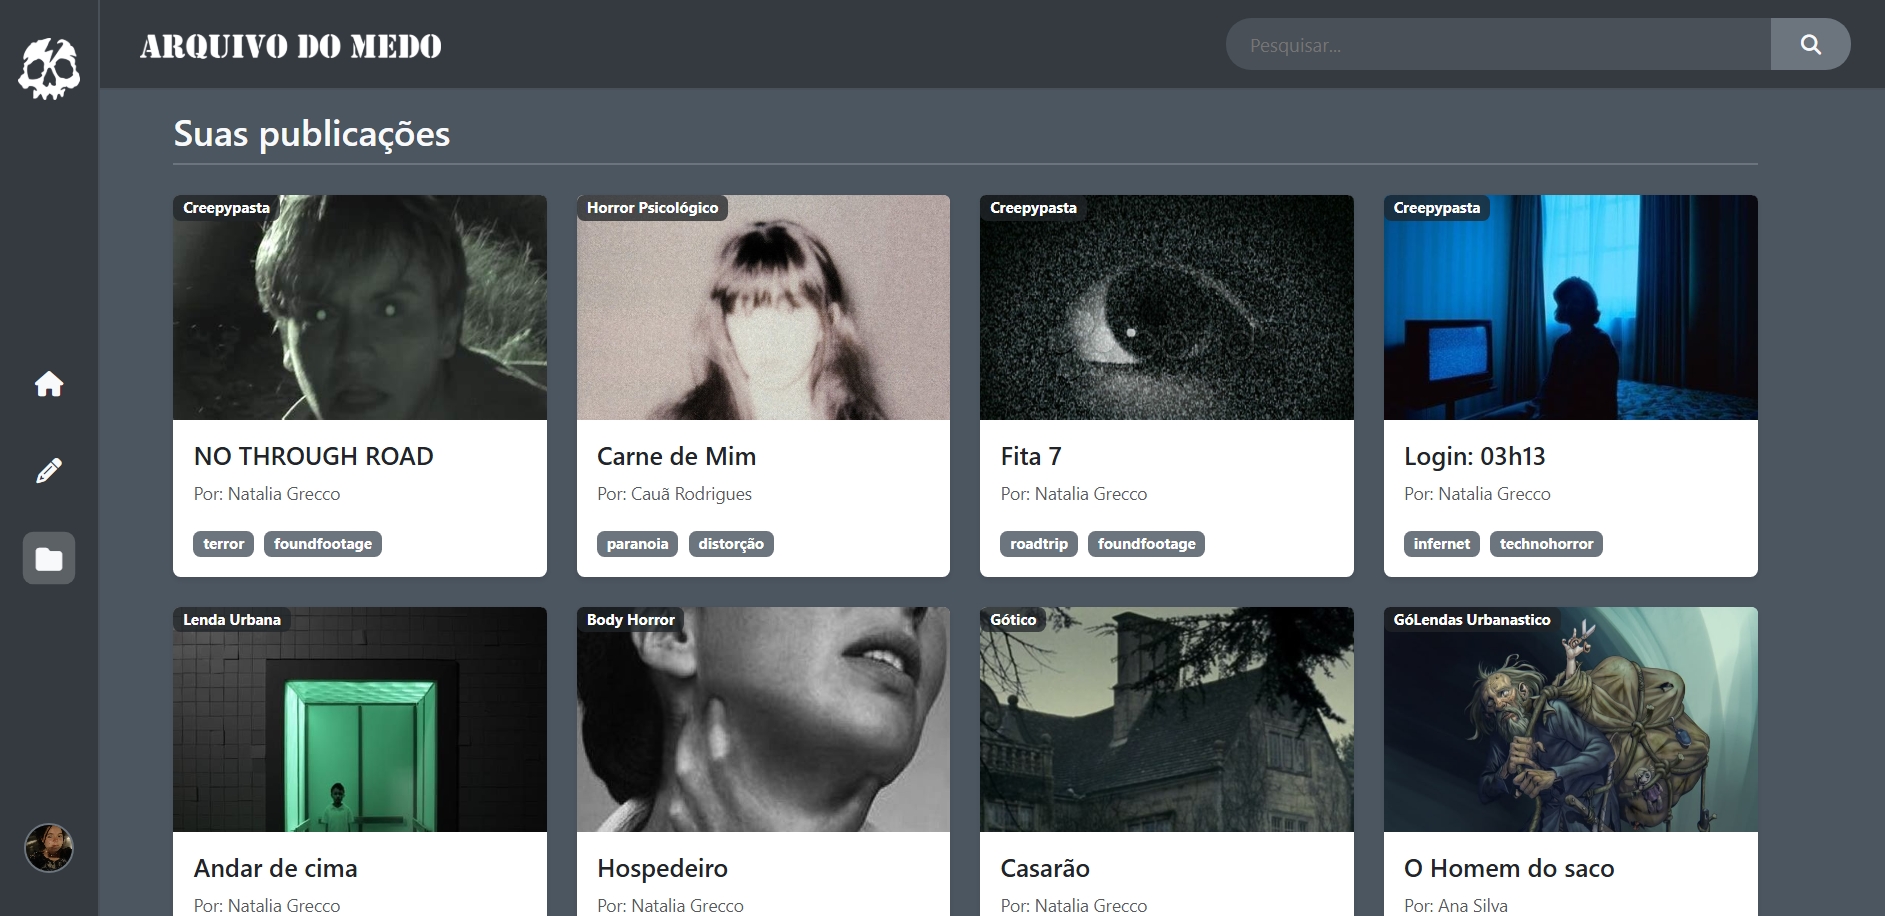 ARQUIVO DO MEDO
Pesquisar...
Suas publicações
Creepypasta
NO THROUGH ROAD
Por: Natalia Grecco
terror foundfootage
Horror Psicológico
Carne de Mim
Por: Cauã Rodrigues
paranoia distorção
Creepypasta
Fita 7
Por: Natalia Grecco
roadtrip foundfootage
Creepypasta
Login: 03h13
Por: Natalia Grecco
infernet technohorror
Lenda Urbana
Andar de cima
Por: Natalia Grecco
Body Horror
Hospedeiro
Por: Natalia Grecco
Gótico
Casarão
Por: Natalia Grecco
GóLendas Urbanastico
O Homem do saco
Por: Ana Silva